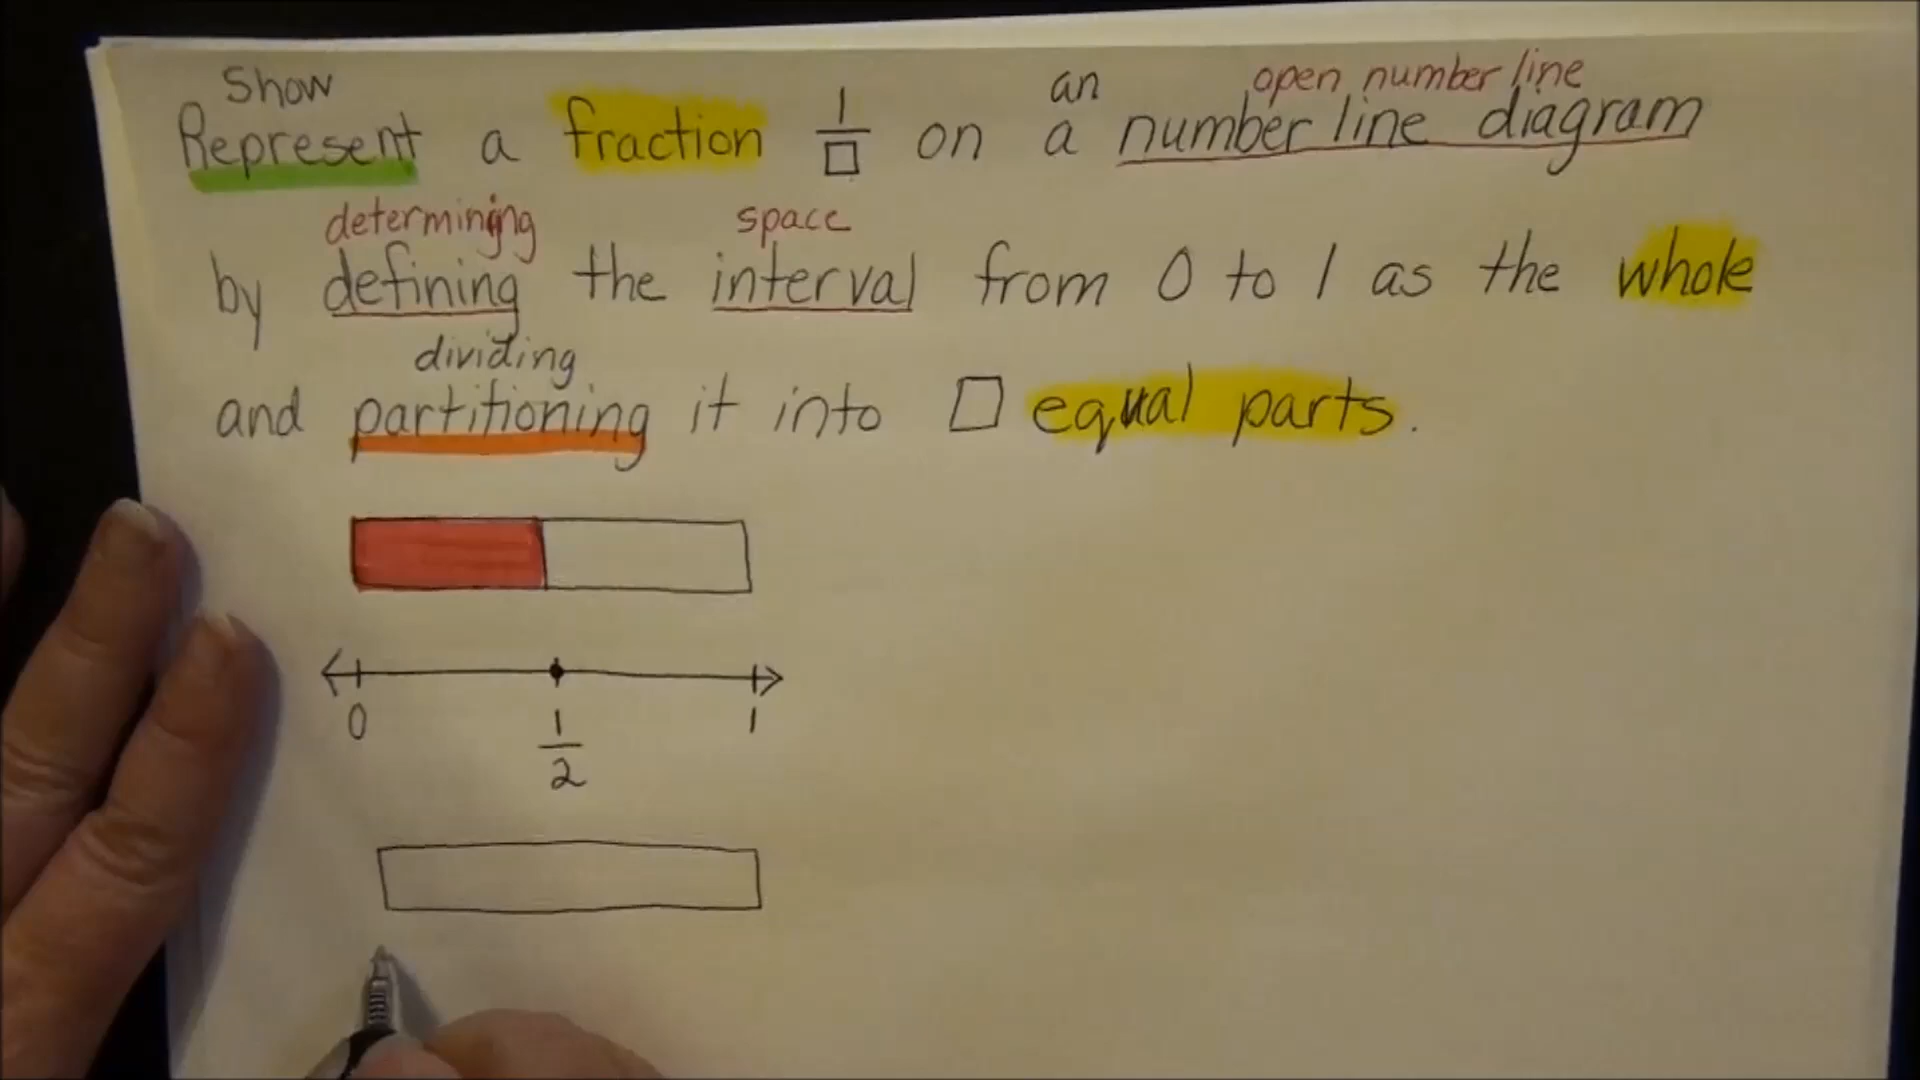 Show an open number line
Represent a fraction 1/□ on a number line diagram
determining space
by defining the interval from 0 to 1 as the whole
dividing
and partitioning it into □ equal parts.
0 1/2 1